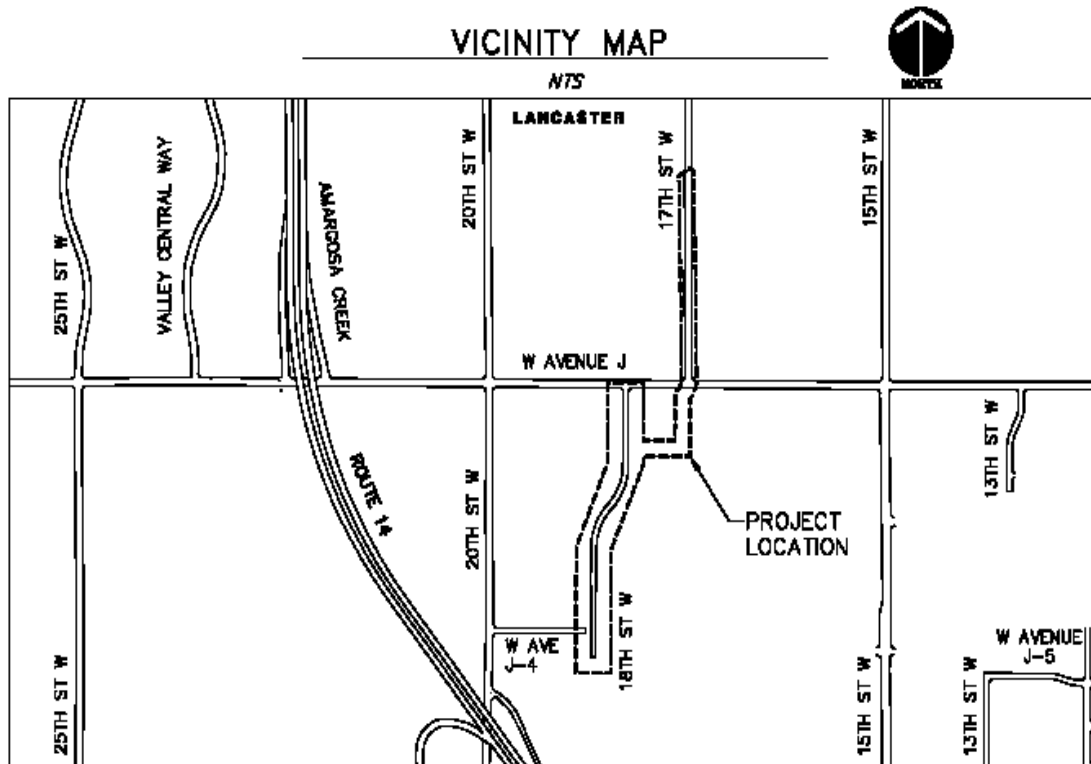 VICINITY MAP
NTS
NORTH
LANCASTER
25TH ST W
VALLEY CENTRAL WAY
AMARGOSA CREEK
20TH ST W
17TH ST W
15TH ST W
W AVENUE J
ROUTE 14
20TH ST W
13TH ST W
PROJECT
LOCATION
W AVE
J-4
18TH ST W
W AVENUE
J-5
25TH ST W
15TH ST W
13TH ST W